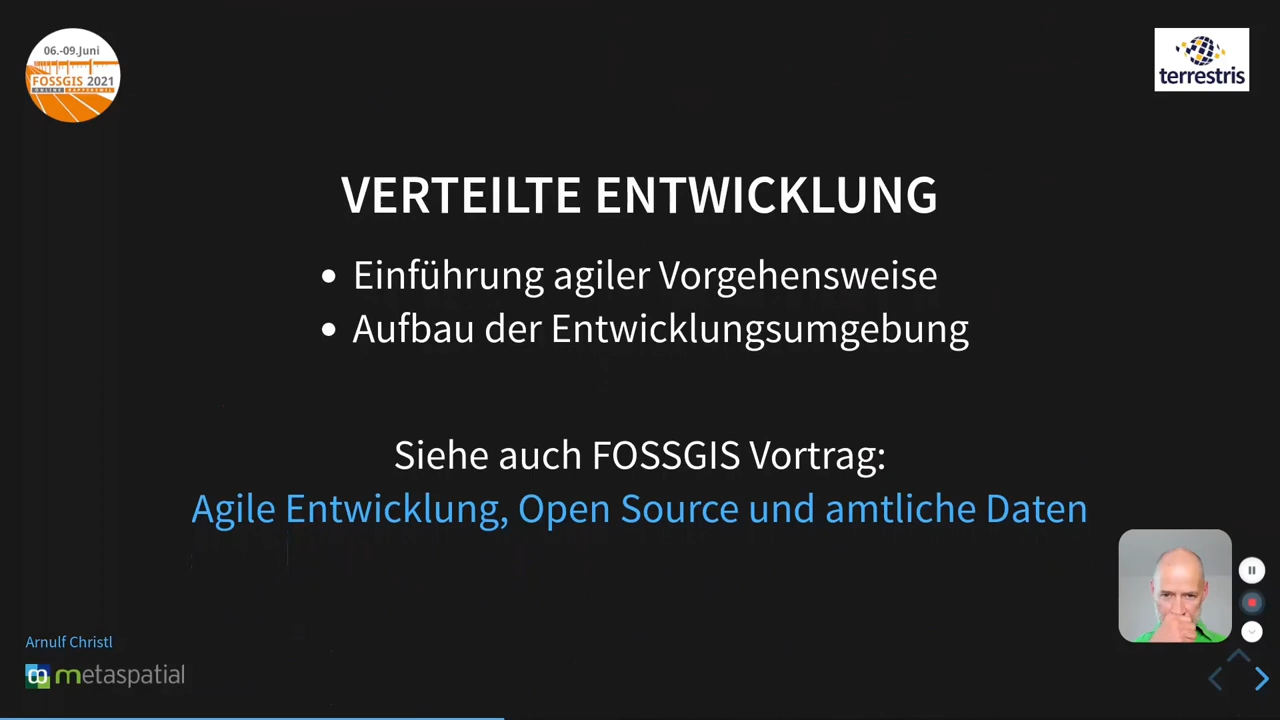 06.-09.Juni
FOSSGIS 2021
terrestris
VERTEILTE ENTWICKLUNG
Einführung agiler Vorgehensweise
Aufbau der Entwicklungsumgebung
Siehe auch FOSSGIS Vortrag:
Agile Entwicklung, Open Source und amtliche Daten
Arnulf Christl
metaspatial